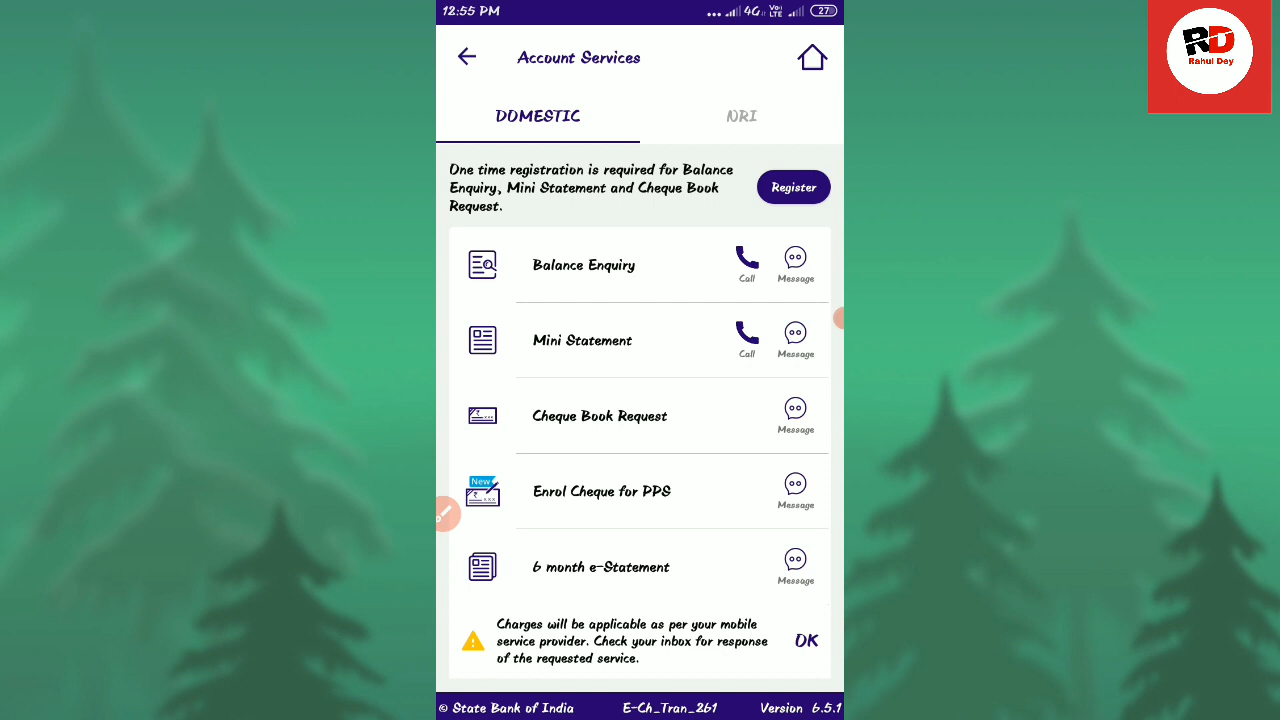 12:55 PM
4G
Vo)
LTE
27
RD
Rahul Dey
Account Services
DOMESTIC
NRI
One time registration is required for Balance
Enquiry, Mini Statement and Cheque Book
Request.
Register
Balance Enquiry
Call
Message
Mini Statement
Call
Message
Cheque Book Request
Message
New
Enrol Cheque for PPS
Message
6 month e-Statement
Message
Charges will be applicable as per your mobile
service provider. Check your inbox for response
of the requested service.
OK
© State Bank of India
E-Ch_Tran_261
Version 6.5.1